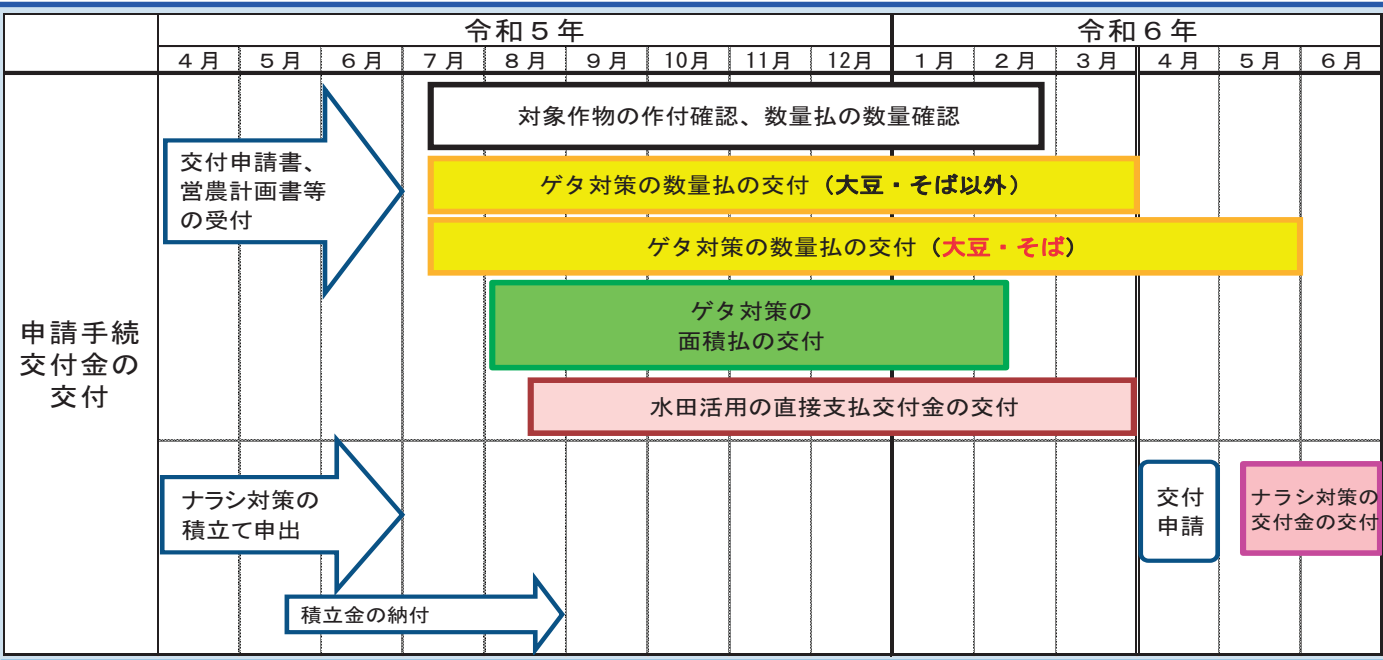 令和５年
令和６年
４月 ５月 ６月 ７月 ８月 ９月 10月 11月 12月 １月 ２月 ３月 ４月 ５月 ６月
申請手続
交付金の
交付
交付申請書、
営農計画書等
の受付
対象作物の作付確認、数量払の数量確認
ゲタ対策の数量払の交付（大豆・そば以外）
ゲタ対策の数量払の交付（大豆・そば）
ゲタ対策の
面積払の交付
水田活用の直接支払交付金の交付
ナラシ対策の
積立て申出
積立金の納付
交付
申請
ナラシ対策の
交付金の交付